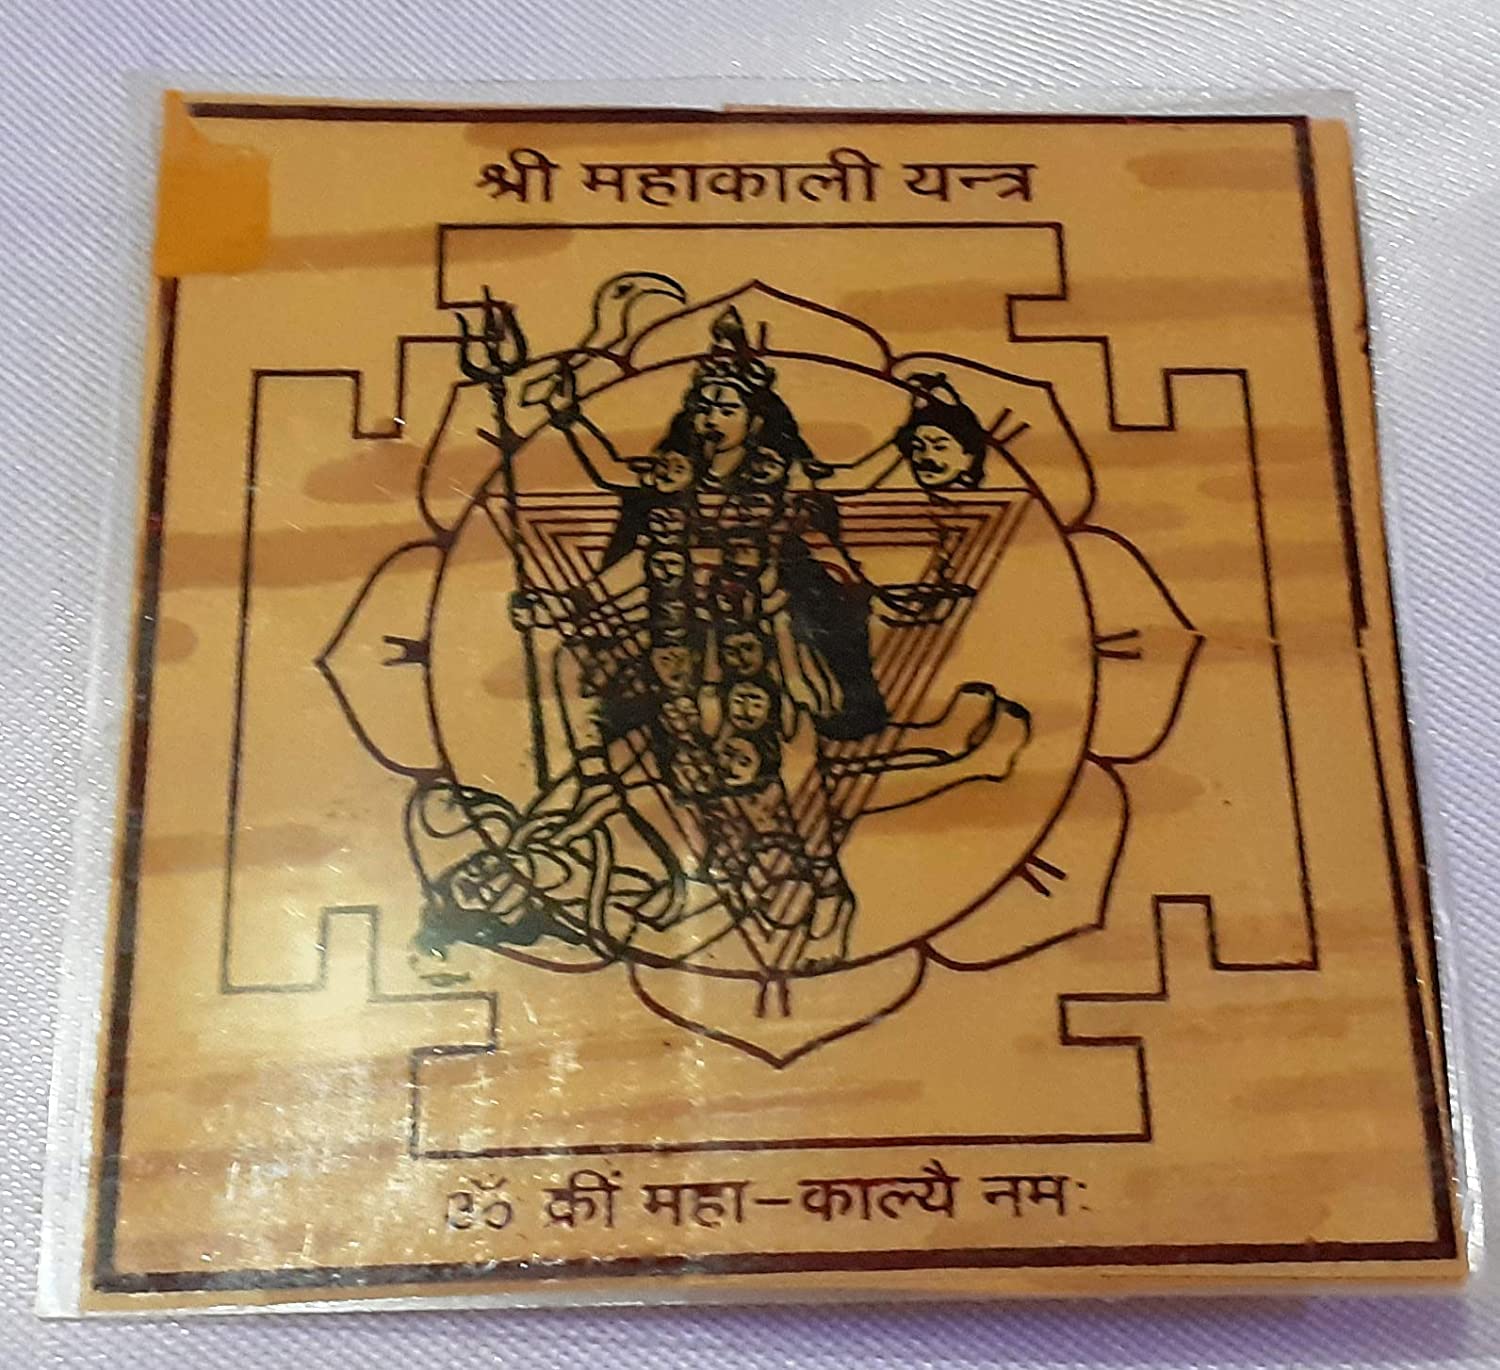 श्री महाकाली यन्त्र
ॐ क्रीं महा-काल्यै नमः